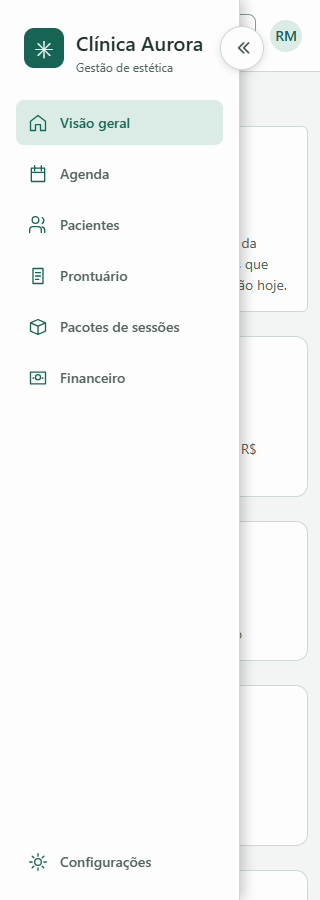 Clínica Aurora
Gestão de estética
RM
Visão geral
Agenda
Pacientes
Prontuário
Pacotes de sessões
Financeiro
Configurações
da
que
hoje.
R$